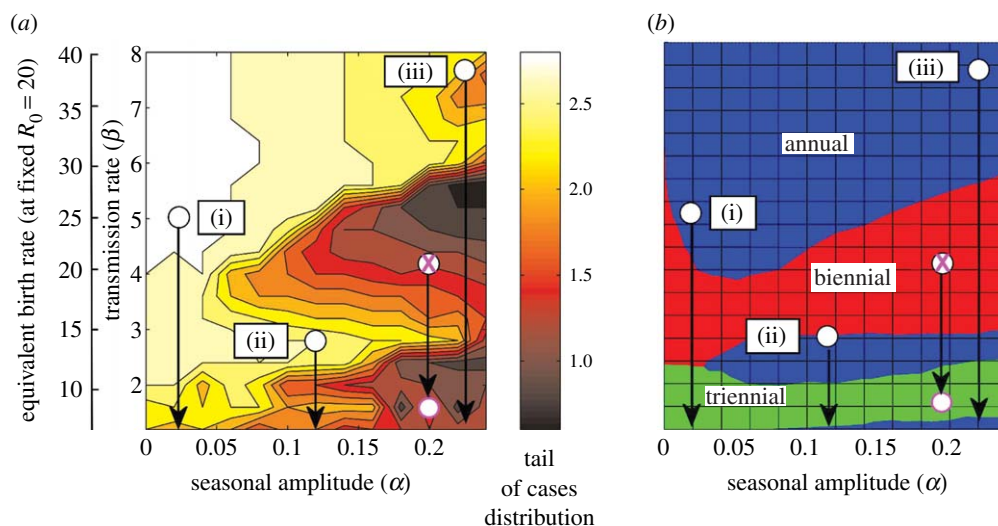 (a)
(b)
equivalent birth rate (at fixed R0 = 20)
40
35
30
25
20
15
10
transmission rate (β)
8
7
6
5
4
3
2
(i)
(ii)
(iii)
X
0
0.05
0.1
0.15
0.2
seasonal amplitude (α)
2.5
2.0
1.5
1.0
tail
of cases
distribution
(iii)
annual
(i)
biennial
X
(ii)
triennial
0
0.05
0.1
0.15
0.2
seasonal amplitude (α)